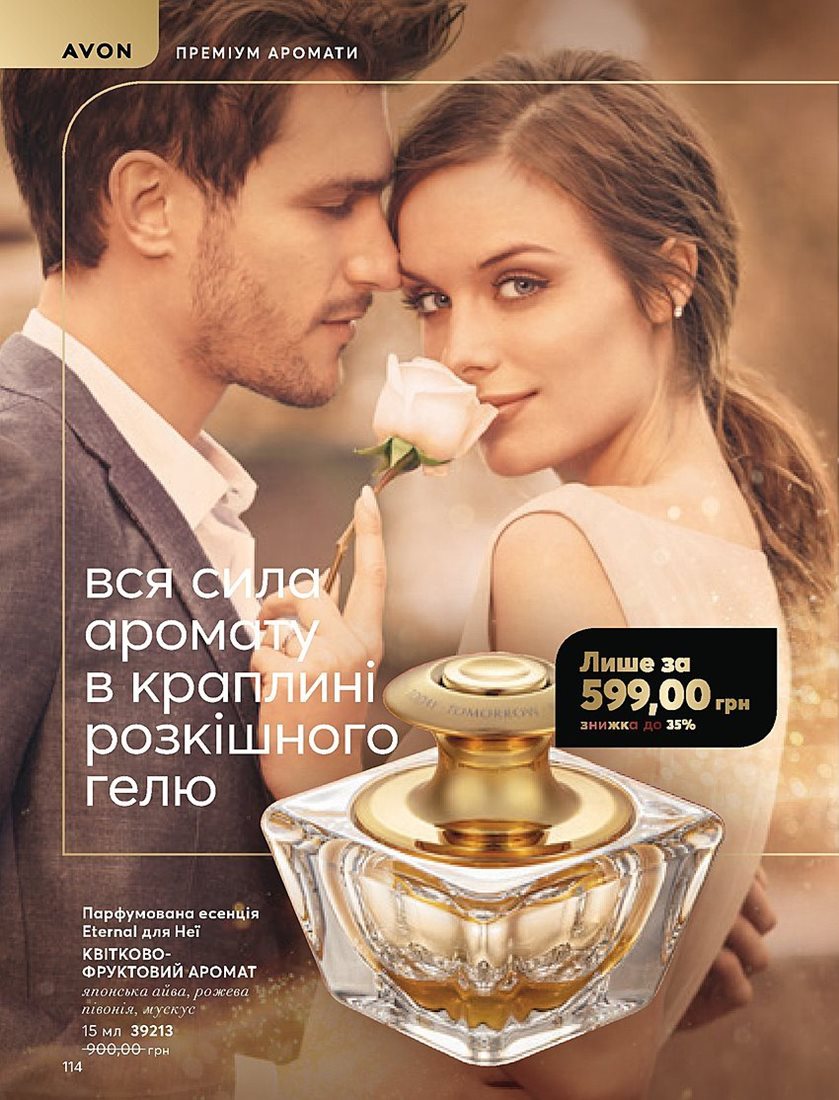 AVON
ПРЕМІУМ АРОМАТИ
вся сила
аромату
в краплині
розкішного
гелю
TOMORROW
Лише за
599,00 грн
знижка до 35%
Парфумована есенція
Eternal для Неї
КВІТКОВО-
ФРУКТОВИЙ АРОМАТ
японська айва, рожева
півонія, мускус
15 мл 39213
900,00 грн
114